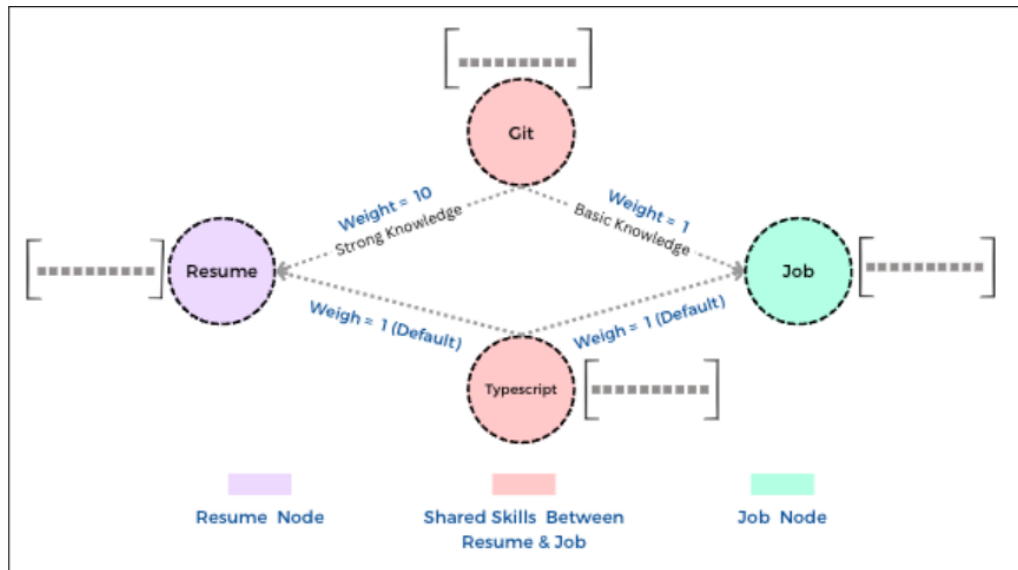 Git
Weight = 10
Strong Knowledge
Weight = 1
Basic Knowledge
Resume
Job
Weigh = 1 (Default)
Weigh = 1 (Default)
Typescript
Resume Node
Shared Skills Between
Resume & Job
Job Node